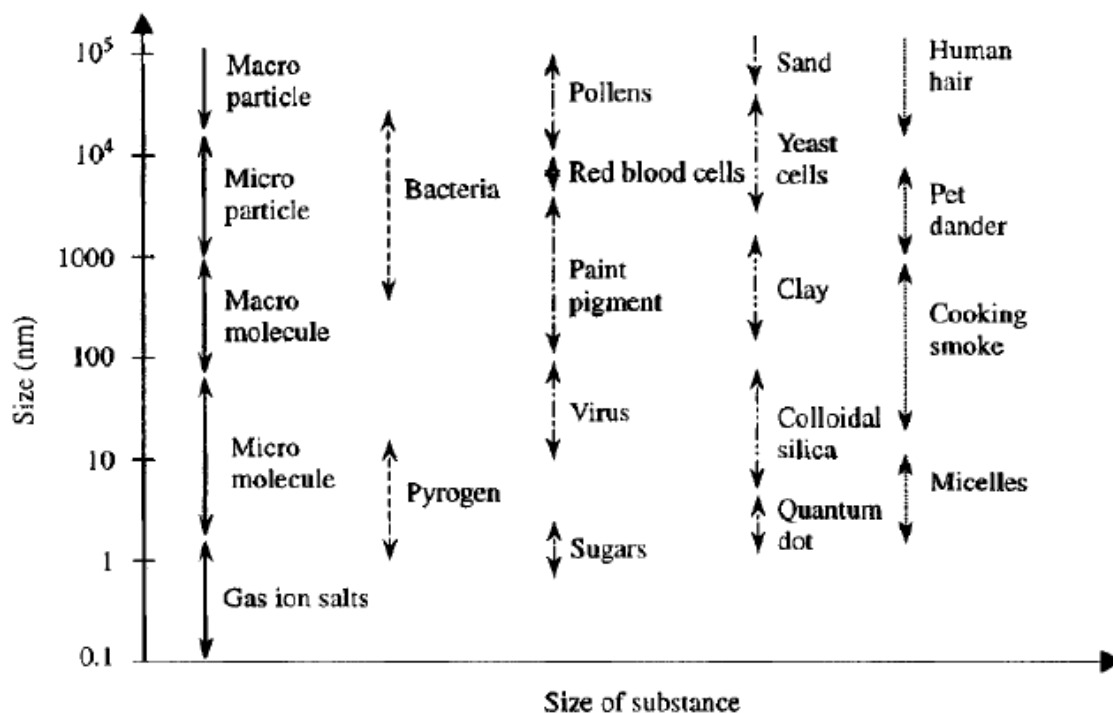 Size (nm)
10⁵
10⁴
1000
100
10
1
0.1
Macro
particle
Micro
particle
Macro
molecule
Micro
molecule
Gas ion salts
Bacteria
Pyrogen
Pollens
Red blood cells
Paint
pigment
Virus
Sugars
Sand
Yeast
cells
Clay
Colloidal
silica
Quantum
dot
Human
hair
Pet
dander
Cooking
smoke
Micelles
Size of substance